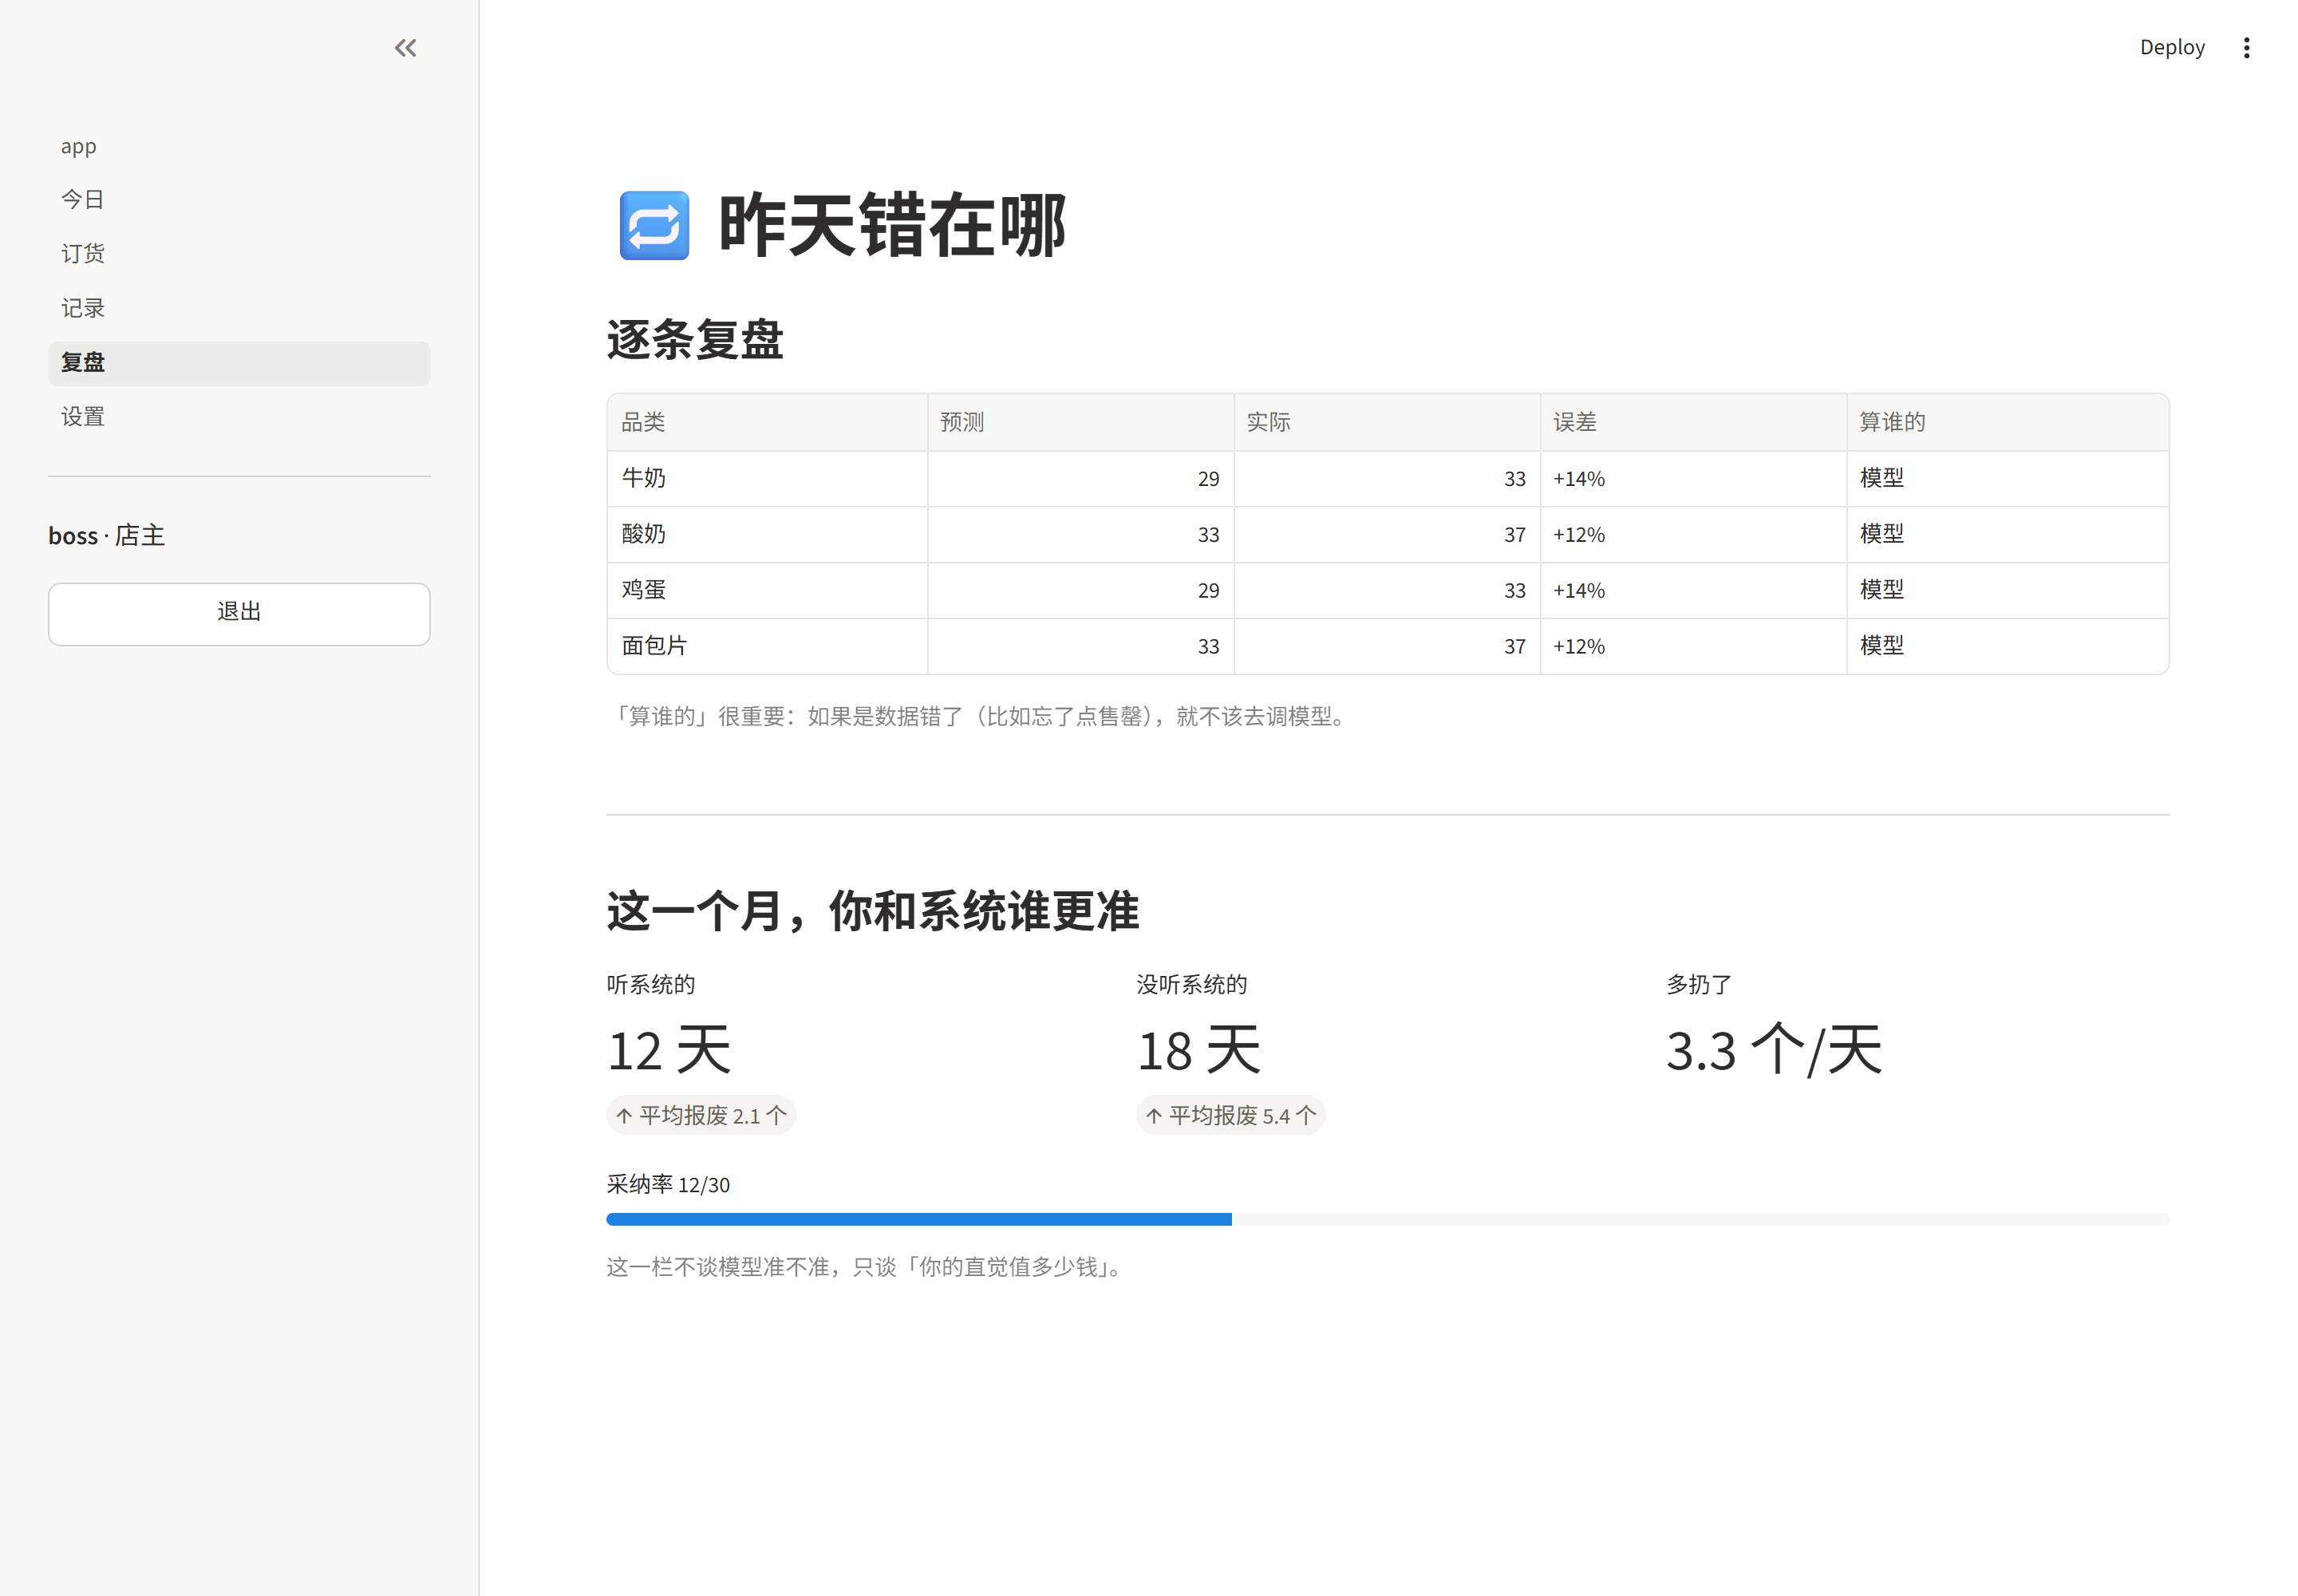 Deploy
app
今日
订货
记录
复盘
设置
boss · 店主
退出
昨天错在哪
逐条复盘
品类 预测 实际 误差 算谁的
牛奶 29 33 +14% 模型
酸奶 33 37 +12% 模型
鸡蛋 29 33 +14% 模型
面包片 33 37 +12% 模型
「算谁的」很重要：如果是数据错了（比如忘了点售罄），就不该去调模型。
这一个月，你和系统谁更准
听系统的 没听系统的 多扔了
12 天 18 天 3.3 个/天
↑ 平均报废 2.1 个 ↑ 平均报废 5.4 个
采纳率 12/30
这一栏不谈模型准不准，只谈「你的直觉值多少钱」。